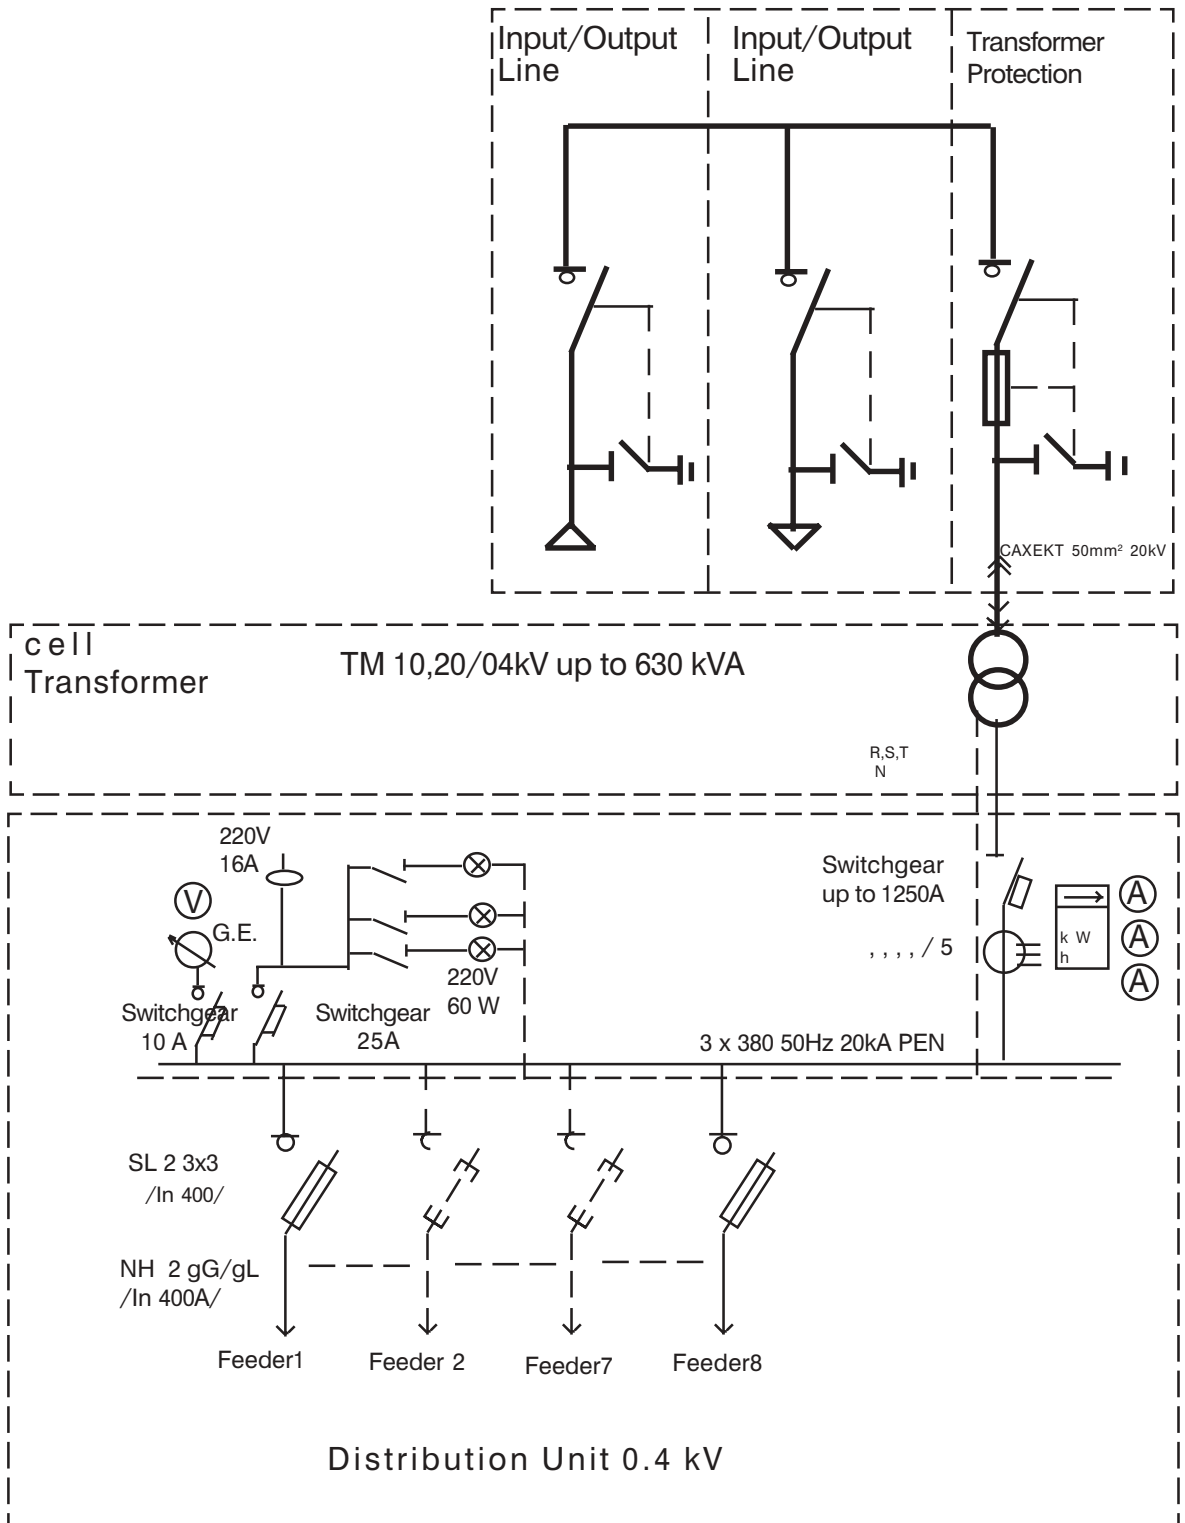 Input/Output
Line
Input/Output
Line
Transformer
Protection
CAXEKT 50mm² 20kV
cell
Transformer
TM 10,20/04kV up to 630 kVA
R,S,T
N
220V
16A
V
G.E.
Switchgear
10 A
Switchgear
25A
220V
60 W
Switchgear
up to 1250A
, , , , / 5
k W
h
A
A
A
3 x 380 50Hz 20kA PEN
SL 2 3x3
/In 400/
NH 2 gG/gL
/In 400A/
Feeder1
Feeder 2
Feeder7
Feeder8
Distribution Unit 0.4 kV